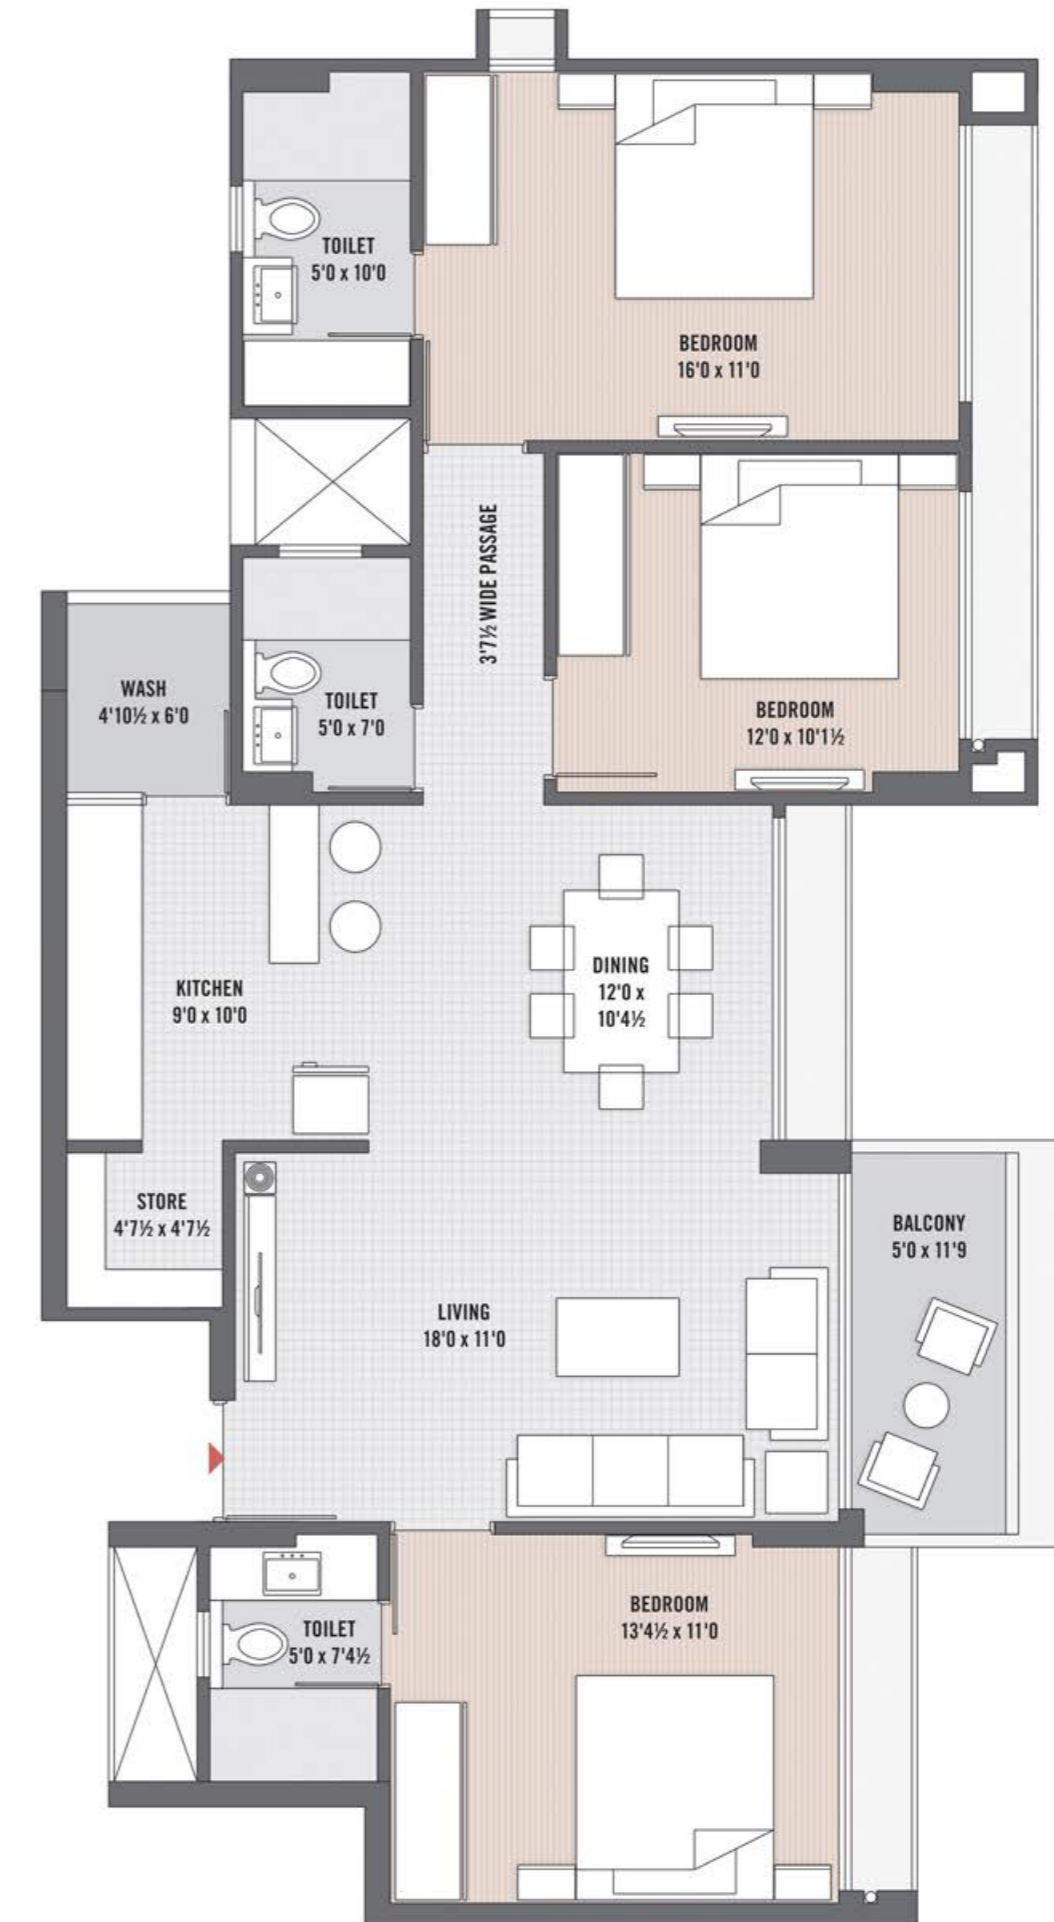 TOILET
5'0 x 10'0
BEDROOM
16'0 x 11'0
3'7½ WIDE PASSAGE
WASH
4'10½ x 6'0
TOILET
5'0 x 7'0
BEDROOM
12'0 x 10'1½
KITCHEN
9'0 x 10'0
DINING
12'0 x
10'4½
STORE
4'7½ x 4'7½
BALCONY
5'0 x 11'9
LIVING
18'0 x 11'0
TOILET
5'0 x 7'4½
BEDROOM
13'4½ x 11'0